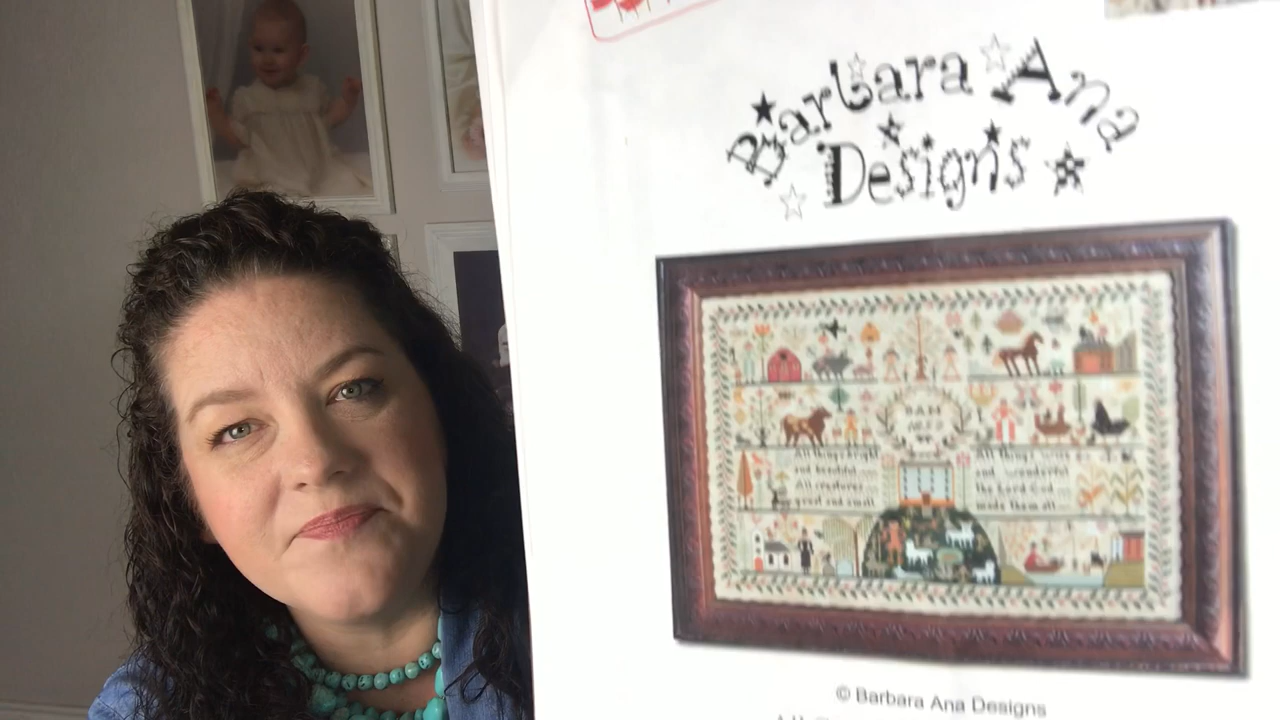 Barbara Ana
Designs
All things bright
and beautiful
All creatures
good and small
All things wise
and wonderful
The Lord God
made them all
© Barbara Ana Designs